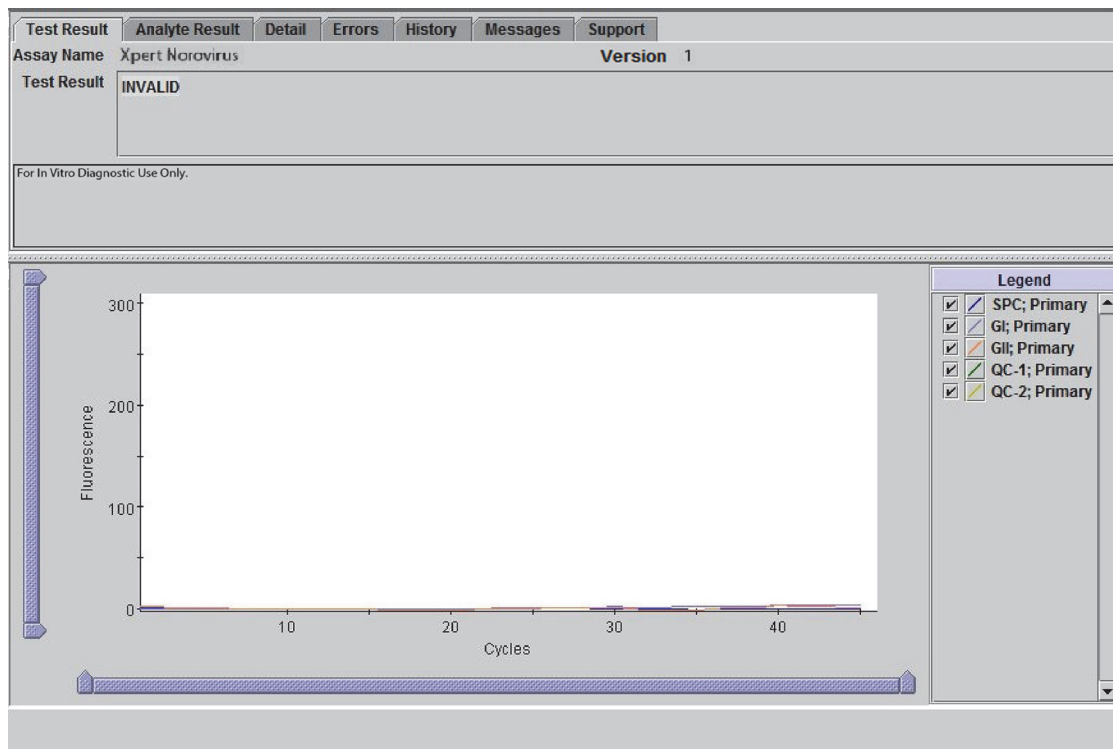 Test Result Analyte Result Detail Errors History Messages Support
Assay Name Xpert Norovirus Version 1
Test Result INVALID
For In Vitro Diagnostic Use Only.
Legend
SPC; Primary
GI; Primary
GII; Primary
QC-1; Primary
QC-2; Primary
300
200
100
0
Fluorescence
10 20 30 40
Cycles